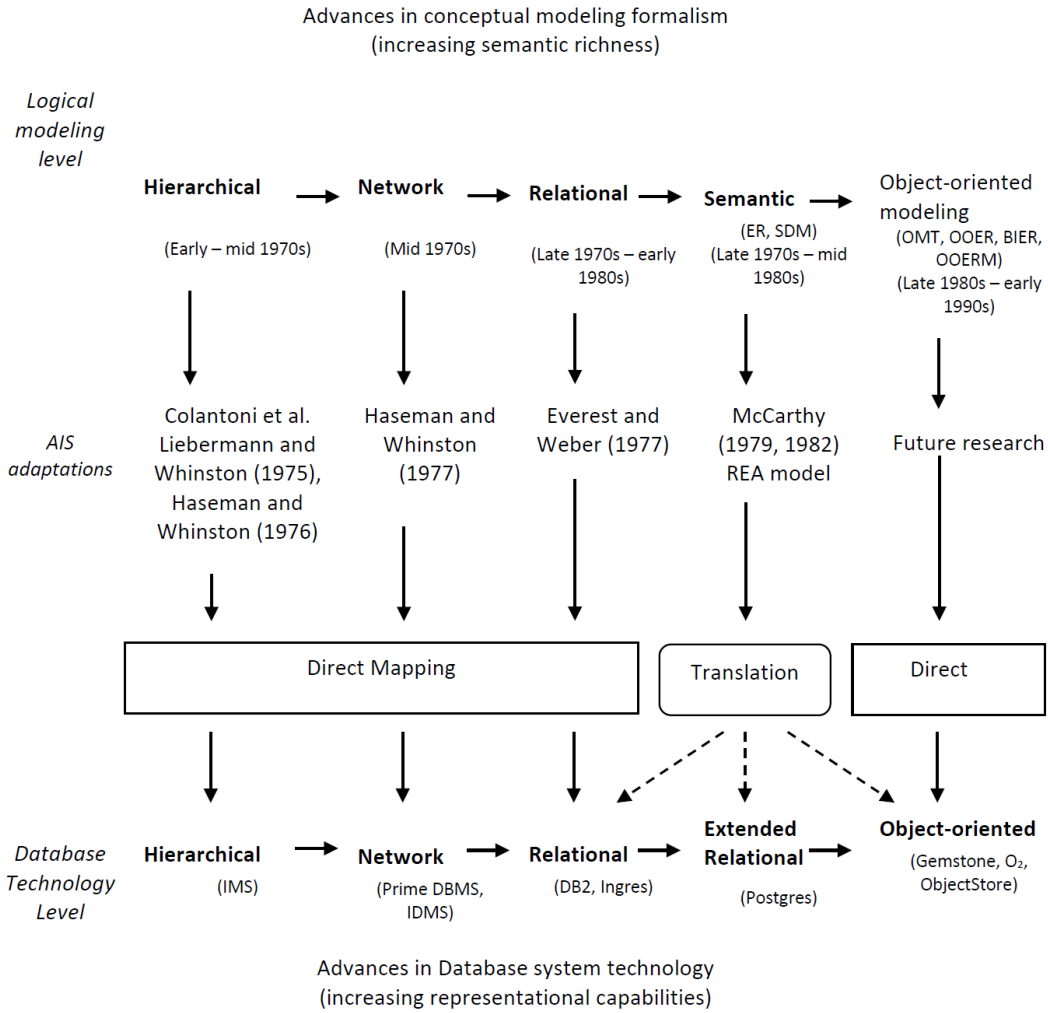 Advances in conceptual modeling formalism
(increasing semantic richness)
Logical
modeling
level
Hierarchical
(Early – mid 1970s)
Network
(Mid 1970s)
Relational
(Late 1970s – early
1980s)
Semantic
(ER, SDM)
(Late 1970s – mid
1980s)
Object-oriented
modeling
(OMT, OOER, BIER,
OOERM)
(Late 1980s – early
1990s)
AIS
adaptations
Colantoni et al.
Liebermann and
Whinston (1975),
Haseman and
Whinston (1976)
Haseman and
Whinston
(1977)
Everest and
Weber (1977)
McCarthy
(1979, 1982)
REA model
Future research
Direct Mapping
Translation
Direct
Database
Technology
Level
Hierarchical
(IMS)
Network
(Prime DBMS,
IDMS)
Relational
(DB2, Ingres)
Extended
Relational
(Postgres)
Object-oriented
(Gemstone, O₂,
ObjectStore)
Advances in Database system technology
(increasing representational capabilities)